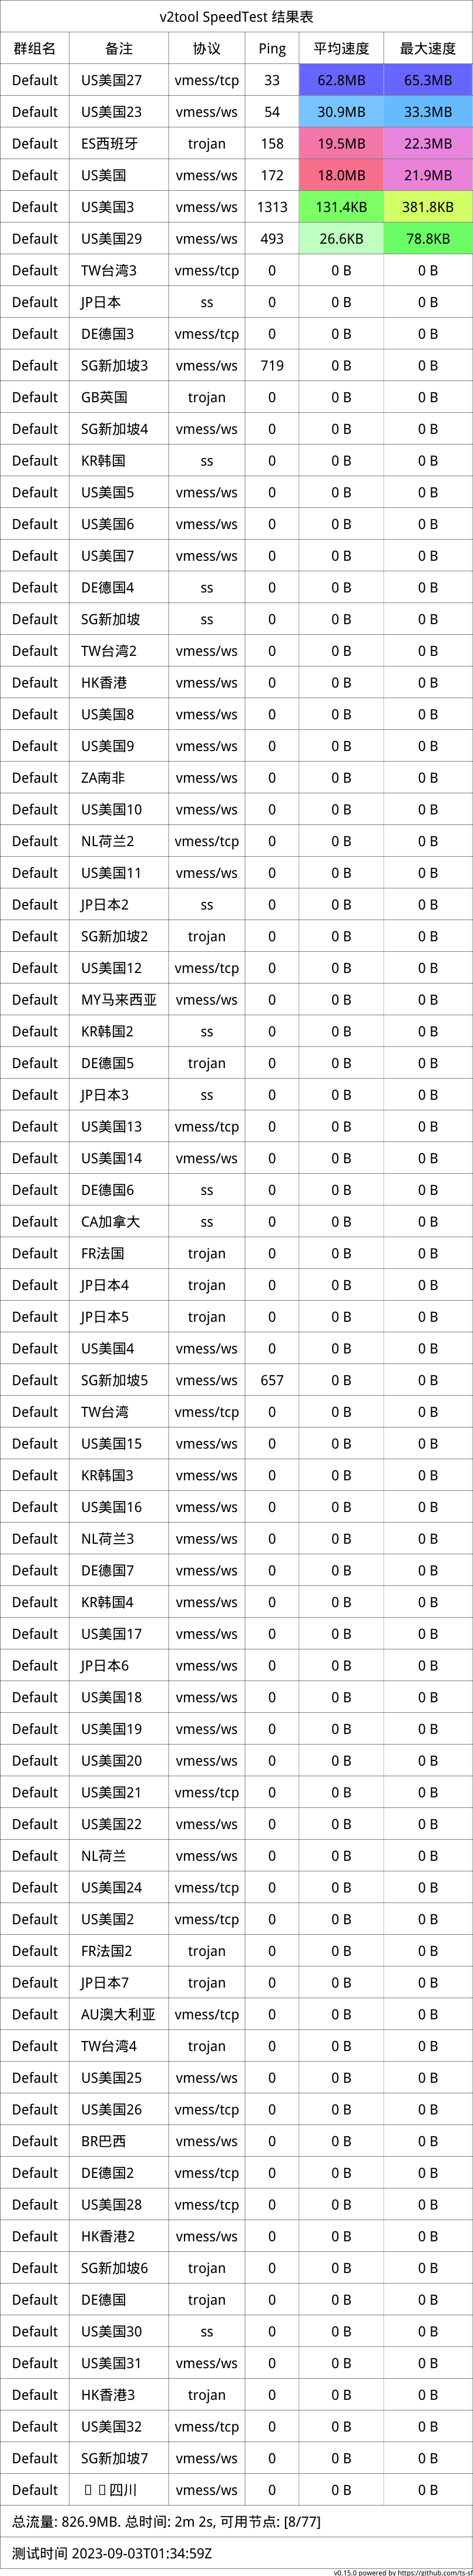 v2tool SpeedTest 结果表
群组名 备注 协议 Ping 平均速度 最大速度
Default US美国27 vmess/tcp 33 62.8MB 65.3MB
Default US美国23 vmess/ws 54 30.9MB 33.3MB
Default ES西班牙 trojan 158 19.5MB 22.3MB
Default US美国 vmess/ws 172 18.0MB 21.9MB
Default US美国3 vmess/ws 1313 131.4KB 381.8KB
Default US美国29 vmess/ws 493 26.6KB 78.8KB
Default TW台湾3 vmess/tcp 0 0 B 0 B
Default JP日本 ss 0 0 B 0 B
Default DE德国3 vmess/tcp 0 0 B 0 B
Default SG新加坡3 vmess/ws 719 0 B 0 B
Default GB英国 trojan 0 0 B 0 B
Default SG新加坡4 vmess/ws 0 0 B 0 B
Default KR韩国 ss 0 0 B 0 B
Default US美国5 vmess/ws 0 0 B 0 B
Default US美国6 vmess/ws 0 0 B 0 B
Default US美国7 vmess/ws 0 0 B 0 B
Default DE德国4 ss 0 0 B 0 B
Default SG新加坡 ss 0 0 B 0 B
Default TW台湾2 vmess/ws 0 0 B 0 B
Default HK香港 vmess/ws 0 0 B 0 B
Default US美国8 vmess/ws 0 0 B 0 B
Default US美国9 vmess/ws 0 0 B 0 B
Default ZA南非 vmess/ws 0 0 B 0 B
Default US美国10 vmess/ws 0 0 B 0 B
Default NL荷兰2 vmess/tcp 0 0 B 0 B
Default US美国11 vmess/ws 0 0 B 0 B
Default JP日本2 ss 0 0 B 0 B
Default SG新加坡2 trojan 0 0 B 0 B
Default US美国12 vmess/tcp 0 0 B 0 B
Default MY马来西亚 vmess/ws 0 0 B 0 B
Default KR韩国2 ss 0 0 B 0 B
Default DE德国5 trojan 0 0 B 0 B
Default JP日本3 ss 0 0 B 0 B
Default US美国13 vmess/tcp 0 0 B 0 B
Default US美国14 vmess/ws 0 0 B 0 B
Default DE德国6 ss 0 0 B 0 B
Default CA加拿大 ss 0 0 B 0 B
Default FR法国 trojan 0 0 B 0 B
Default JP日本4 trojan 0 0 B 0 B
Default JP日本5 trojan 0 0 B 0 B
Default US美国4 vmess/ws 0 0 B 0 B
Default SG新加坡5 vmess/ws 657 0 B 0 B
Default TW台湾 vmess/tcp 0 0 B 0 B
Default US美国15 vmess/ws 0 0 B 0 B
Default KR韩国3 vmess/ws 0 0 B 0 B
Default US美国16 vmess/ws 0 0 B 0 B
Default NL荷兰3 vmess/ws 0 0 B 0 B
Default DE德国7 vmess/ws 0 0 B 0 B
Default KR韩国4 vmess/ws 0 0 B 0 B
Default US美国17 vmess/ws 0 0 B 0 B
Default JP日本6 vmess/ws 0 0 B 0 B
Default US美国18 vmess/ws 0 0 B 0 B
Default US美国19 vmess/ws 0 0 B 0 B
Default US美国20 vmess/ws 0 0 B 0 B
Default US美国21 vmess/tcp 0 0 B 0 B
Default US美国22 vmess/ws 0 0 B 0 B
Default NL荷兰 vmess/ws 0 0 B 0 B
Default US美国24 vmess/tcp 0 0 B 0 B
Default US美国2 vmess/tcp 0 0 B 0 B
Default FR法国2 trojan 0 0 B 0 B
Default JP日本7 trojan 0 0 B 0 B
Default AU澳大利亚 vmess/tcp 0 0 B 0 B
Default TW台湾4 trojan 0 0 B 0 B
Default US美国25 vmess/ws 0 0 B 0 B
Default US美国26 vmess/tcp 0 0 B 0 B
Default BR巴西 vmess/ws 0 0 B 0 B
Default DE德国2 vmess/tcp 0 0 B 0 B
Default US美国28 vmess/tcp 0 0 B 0 B
Default HK香港2 vmess/ws 0 0 B 0 B
Default SG新加坡6 trojan 0 0 B 0 B
Default DE德国 trojan 0 0 B 0 B
Default US美国30 ss 0 0 B 0 B
Default US美国31 vmess/ws 0 0 B 0 B
Default HK香港3 trojan 0 0 B 0 B
Default US美国32 vmess/tcp 0 0 B 0 B
Default SG新加坡7 vmess/ws 0 0 B 0 B
Default 四川 vmess/ws 0 0 B 0 B
总流量: 826.9MB. 总时间: 2m 2s, 可用节点: [8/77]
测试时间 2023-09-03T01:34:59Z
v0.15.0 powered by https://github.com/ts-sf